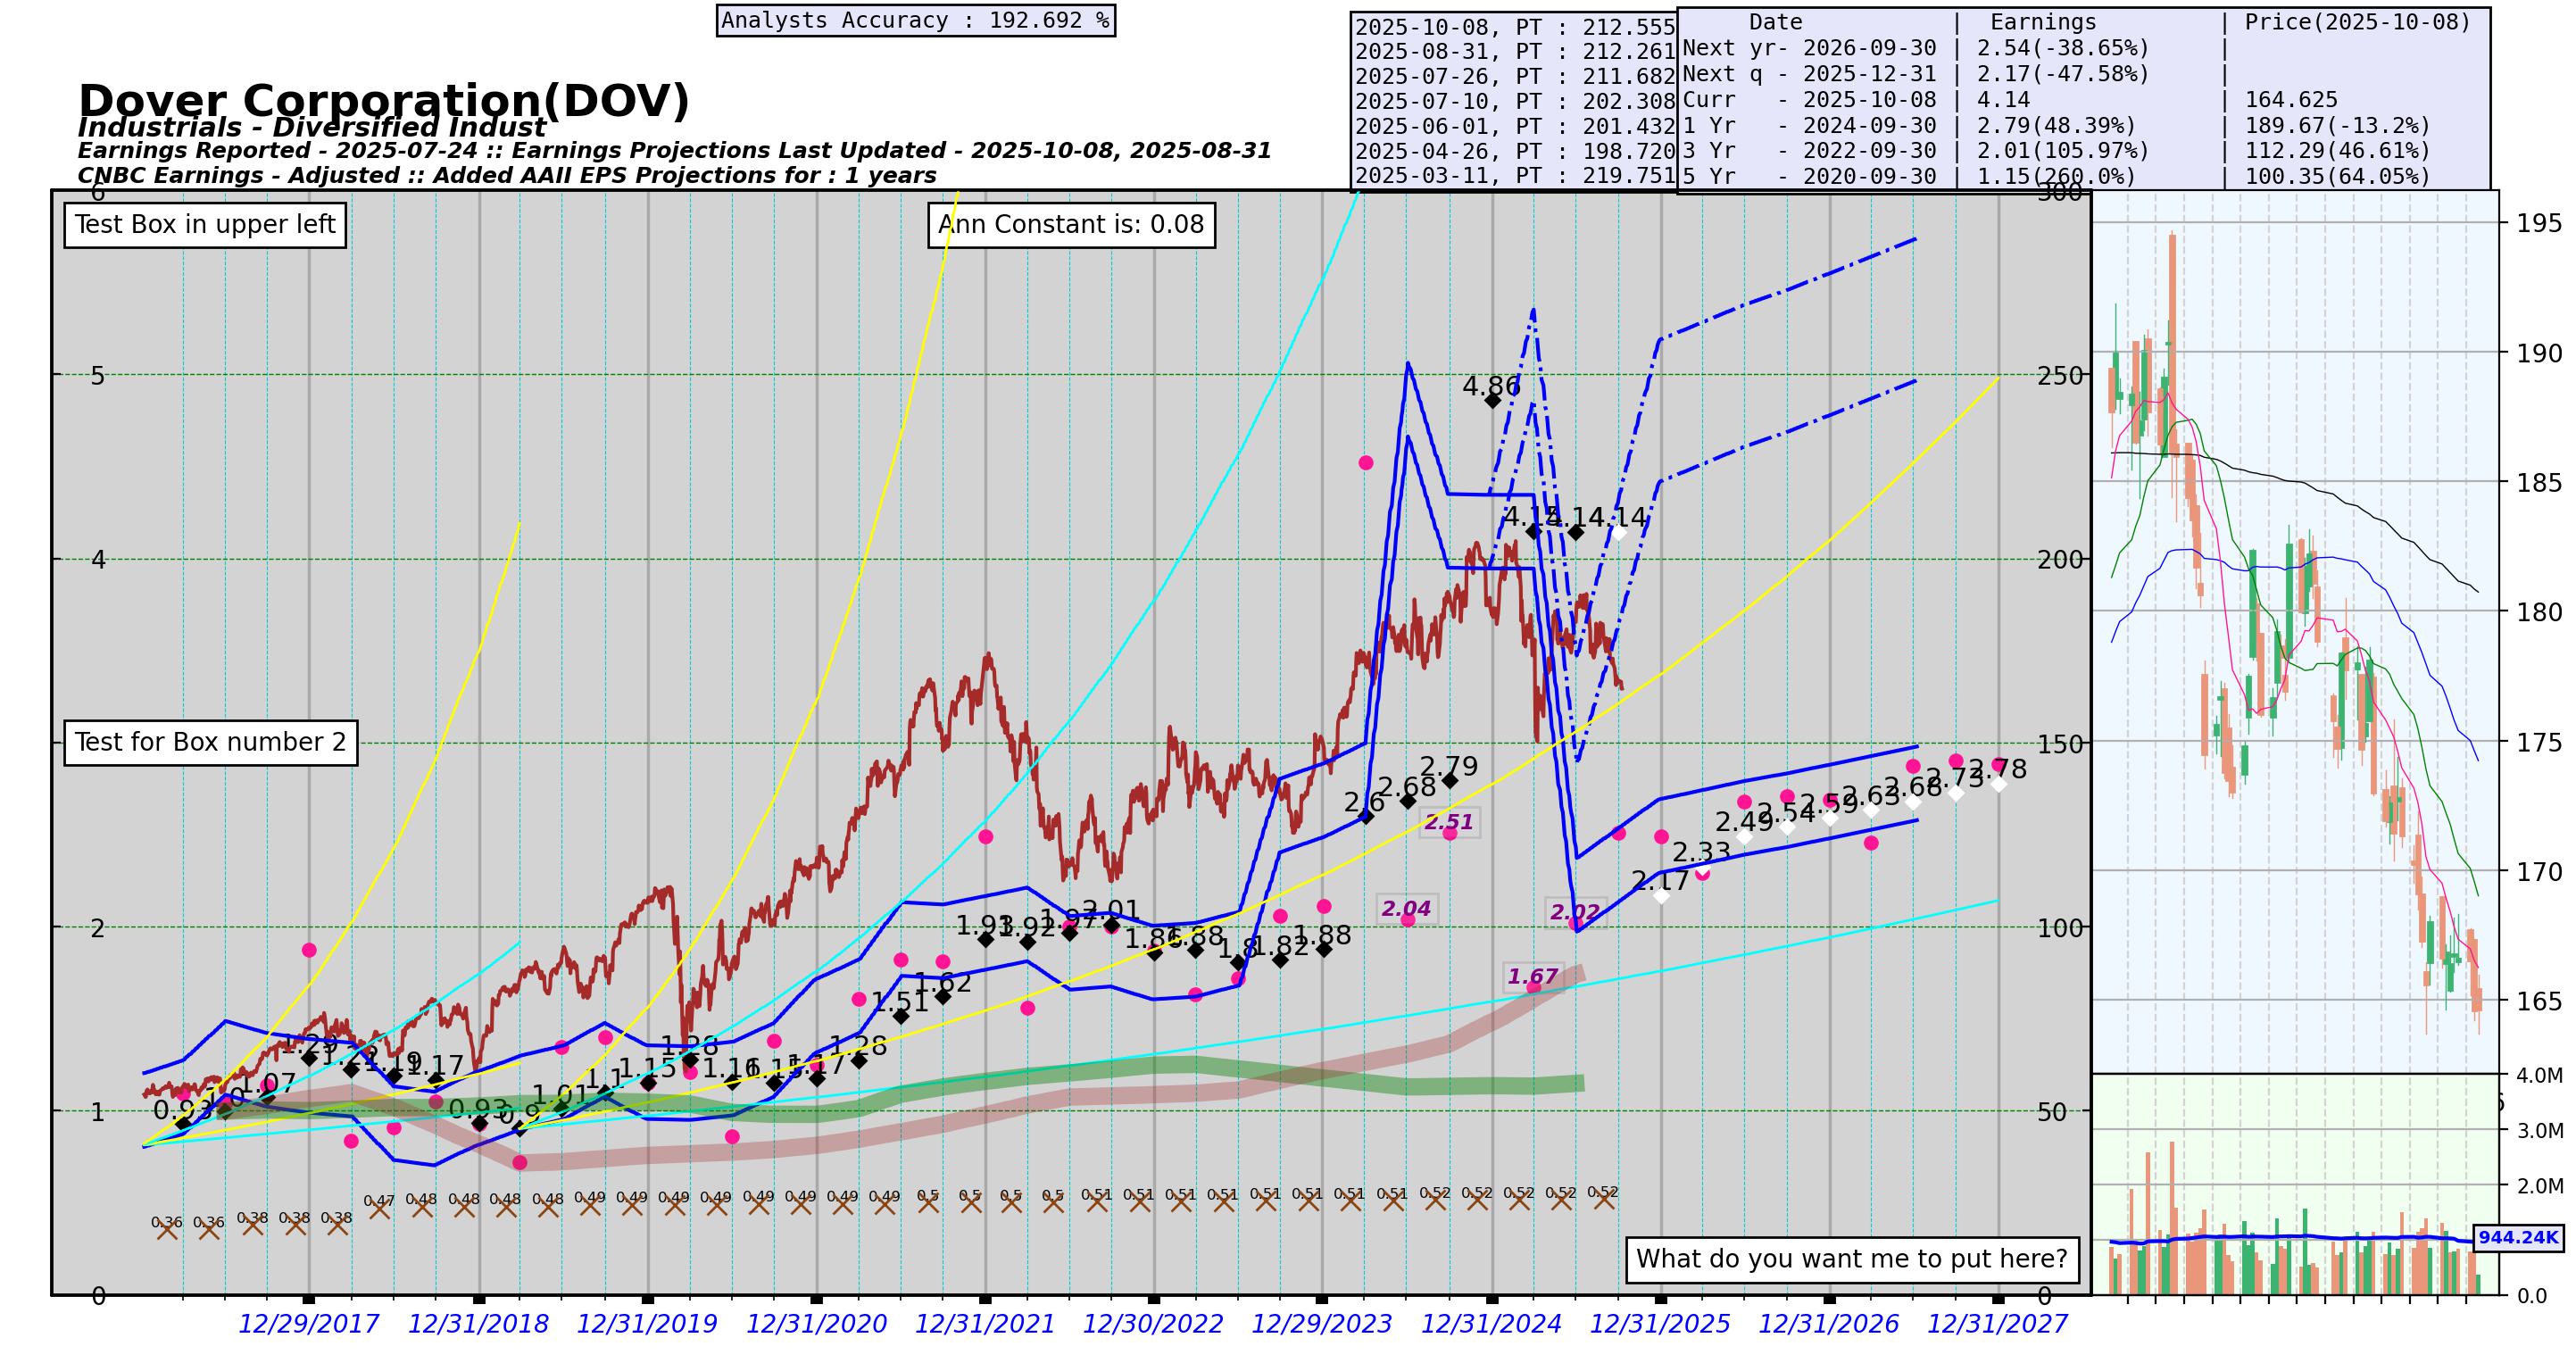 Analysts Accuracy : 192.692 %
2025-10-08, PT : 212.555
2025-08-31, PT : 212.261
2025-07-26, PT : 211.682
2025-07-10, PT : 202.308
2025-06-01, PT : 201.432
2025-04-26, PT : 198.720
2025-03-11, PT : 219.751
Date | Earnings | Price(2025-10-08)
Next yr- 2026-09-30 | 2.54(-38.65%) |
Next q - 2025-12-31 | 2.17(-47.58%) |
Curr - 2025-10-08 | 4.14 | 164.625
1 Yr - 2024-09-30 | 2.79(48.39%) | 189.67(-13.2%)
3 Yr - 2022-09-30 | 2.01(105.97%) | 112.29(46.61%)
5 Yr - 2020-09-30 | 1.15(260.0%) | 100.35(64.05%)
Dover Corporation(DOV)
Industrials - Diversified Indust
Earnings Reported - 2025-07-24 :: Earnings Projections Last Updated - 2025-10-08, 2025-08-31
CNBC Earnings - Adjusted :: Added AAII EPS Projections for : 1 years
Test Box in upper left
Ann Constant is: 0.08
Test for Box number 2
What do you want me to put here?
6
5
4
2
1
0
300
250
200
150
100
50
0
195
190
185
180
175
170
165
4.0M
3.0M
2.0M
944.24K
0.0
4.86
4.15 4.14 4.14
2.79
2.68
2.6
2.51
2.04
2.02
1.67
2.78
2.73
2.68
2.63
2.59
2.54
2.49
2.33
2.17
1.93 1.92 1.97 2.01
1.86 1.88 1.8 1.82 1.88
1.51 1.62
1.15 1.28 1.16 1.15 1.17 1.28
0.93 1.0 1.07 1.29 1.19 1.17
0.93 1.01 1.1
0.36 0.36 0.38 0.38 0.38 0.47 0.48 0.48 0.48 0.48 0.49 0.49 0.49 0.49 0.49 0.49 0.49 0.49 0.5 0.5 0.5 0.5 0.51 0.51 0.51 0.51 0.51 0.51 0.51 0.51 0.52 0.52 0.52 0.52 0.52
12/29/2017 12/31/2018 12/31/2019 12/31/2020 12/31/2021 12/30/2022 12/29/2023 12/31/2024 12/31/2025 12/31/2026 12/31/2027